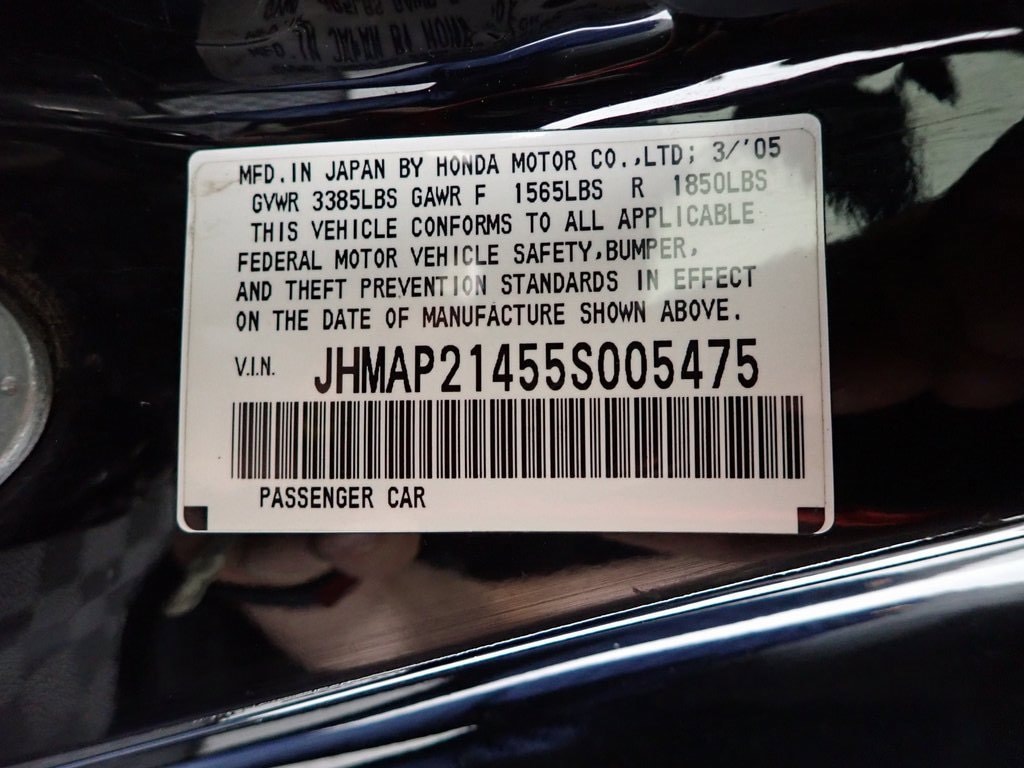 MFD. IN JAPAN BY HONDA MOTOR CO.,LTD; 3/'05
GVWR 3385LBS GAWR F 1565LBS R 1850LBS
THIS VEHICLE CONFORMS TO ALL APPLICABLE
FEDERAL MOTOR VEHICLE SAFETY,BUMPER,
AND THEFT PREVENTION STANDARDS IN EFFECT
ON THE DATE OF MANUFACTURE SHOWN ABOVE.
V.I.N. JHMAP21455S005475
PASSENGER CAR